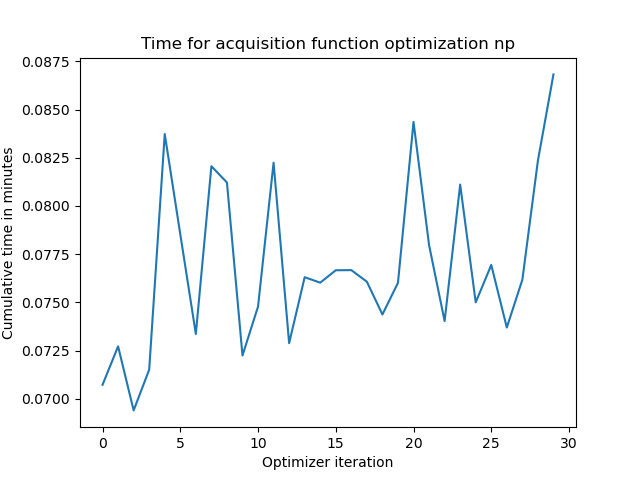 Time for acquisition function optimization np
Cumulative time in minutes
0.0875
0.0850
0.0825
0.0800
0.0775
0.0750
0.0725
0.0700
0 5 10 15 20 25 30
Optimizer iteration